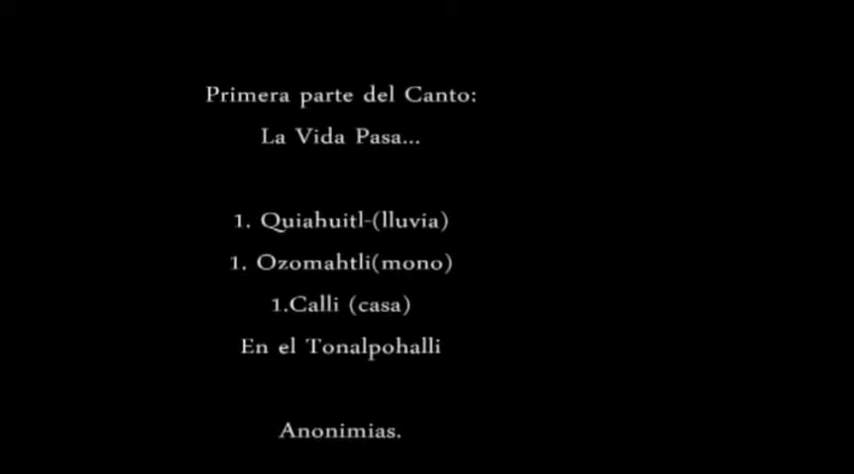 Primera parte del Canto:
La Vida Pasa...
1. Quiahuitl-(lluvia)
1. Ozomahtli(mono)
1.Calli (casa)
En el Tonalpohalli
Anonimias.